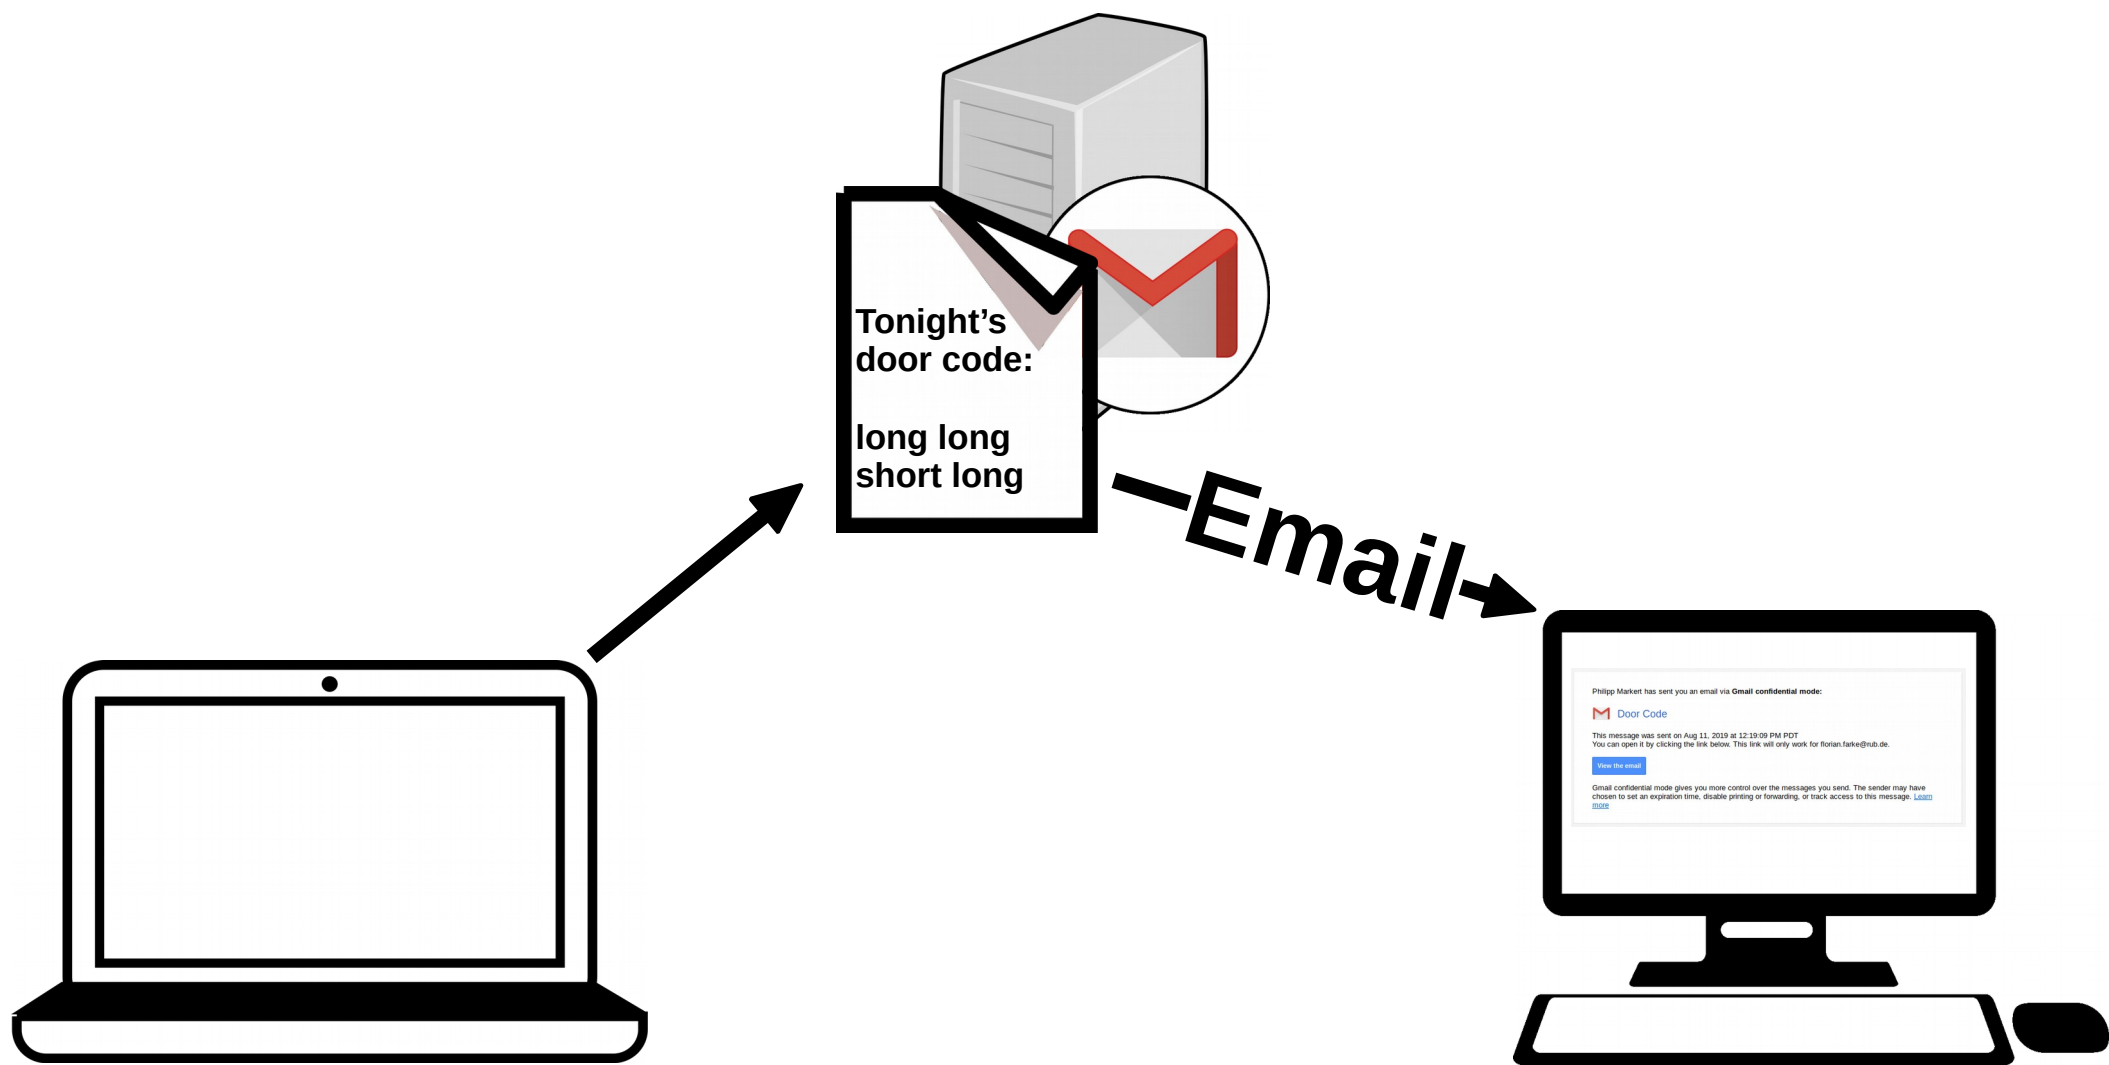 Tonight’s
door code:
long long
short long
Email
Philipp Markert has sent you an email via Gmail confidential mode:
Door Code
This message was sent on Aug 11, 2019 at 12:19:09 PM PDT
You can open it by clicking the link below. This link will only work for florian.farke@rub.de.
View the email
Gmail confidential mode gives you more control over the messages you send. The sender may have
chosen to set an expiration time, disable printing or forwarding, or track access to this message. Learn
more